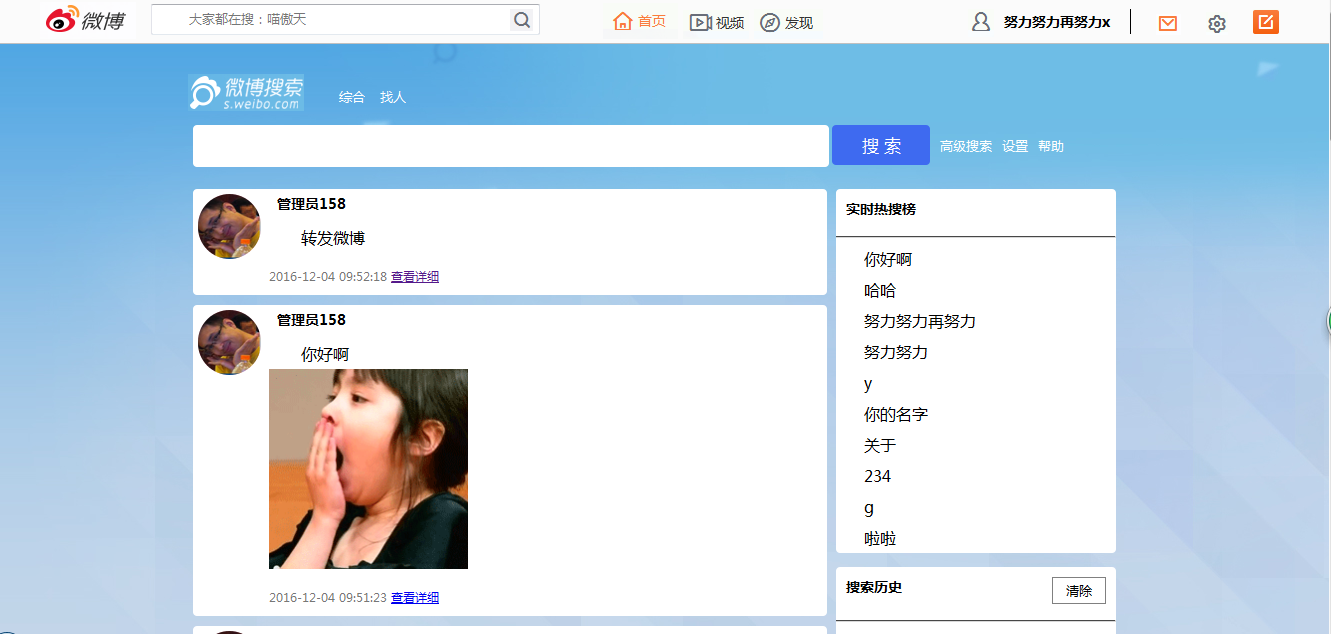 微博
大家都在搜：喵傲天
首页
视频
发现
努力努力再努力x
微博搜索
s.weibo.com
综合 找人
搜 索
高级搜索 设置 帮助
管理员158
转发微博
2016-12-04 09:52:18 查看详细
管理员158
你好啊
2016-12-04 09:51:23 查看详细
实时热搜榜
你好啊
哈哈
努力努力再努力
努力努力
y
你的名字
关于
234
g
啦啦
搜索历史
清除